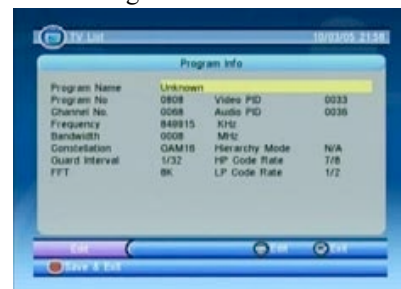 TV List 10/03/05 21:58
Program Info
Program Name Unknown
Program No 0808 Video PID 0033
Channel No. 0068 Audio PID 0036
Frequency 849815 KHz
Bandwidth 0008 MHz
Constellation QAM16 Hierarchy Mode N/A
Guard Interval 1/32 HP Code Rate 7/8
FFT 8K LP Code Rate 1/2
Edit Edit Exit
Save & Exit